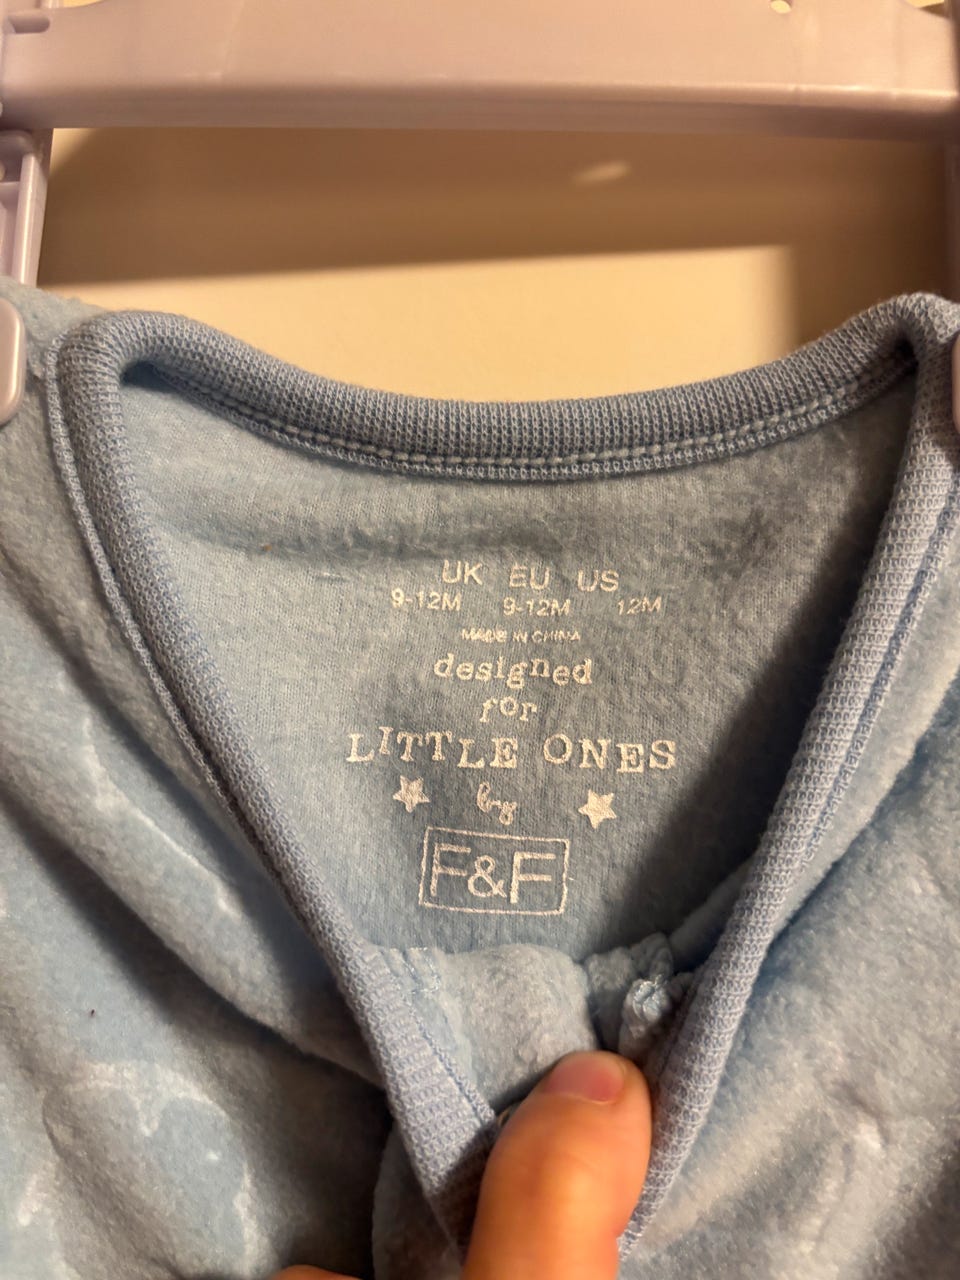 UK EU US
9-12M 9-12M 12M
MADE IN CHINA
designed
for
LITTLE ONES
by
F&F